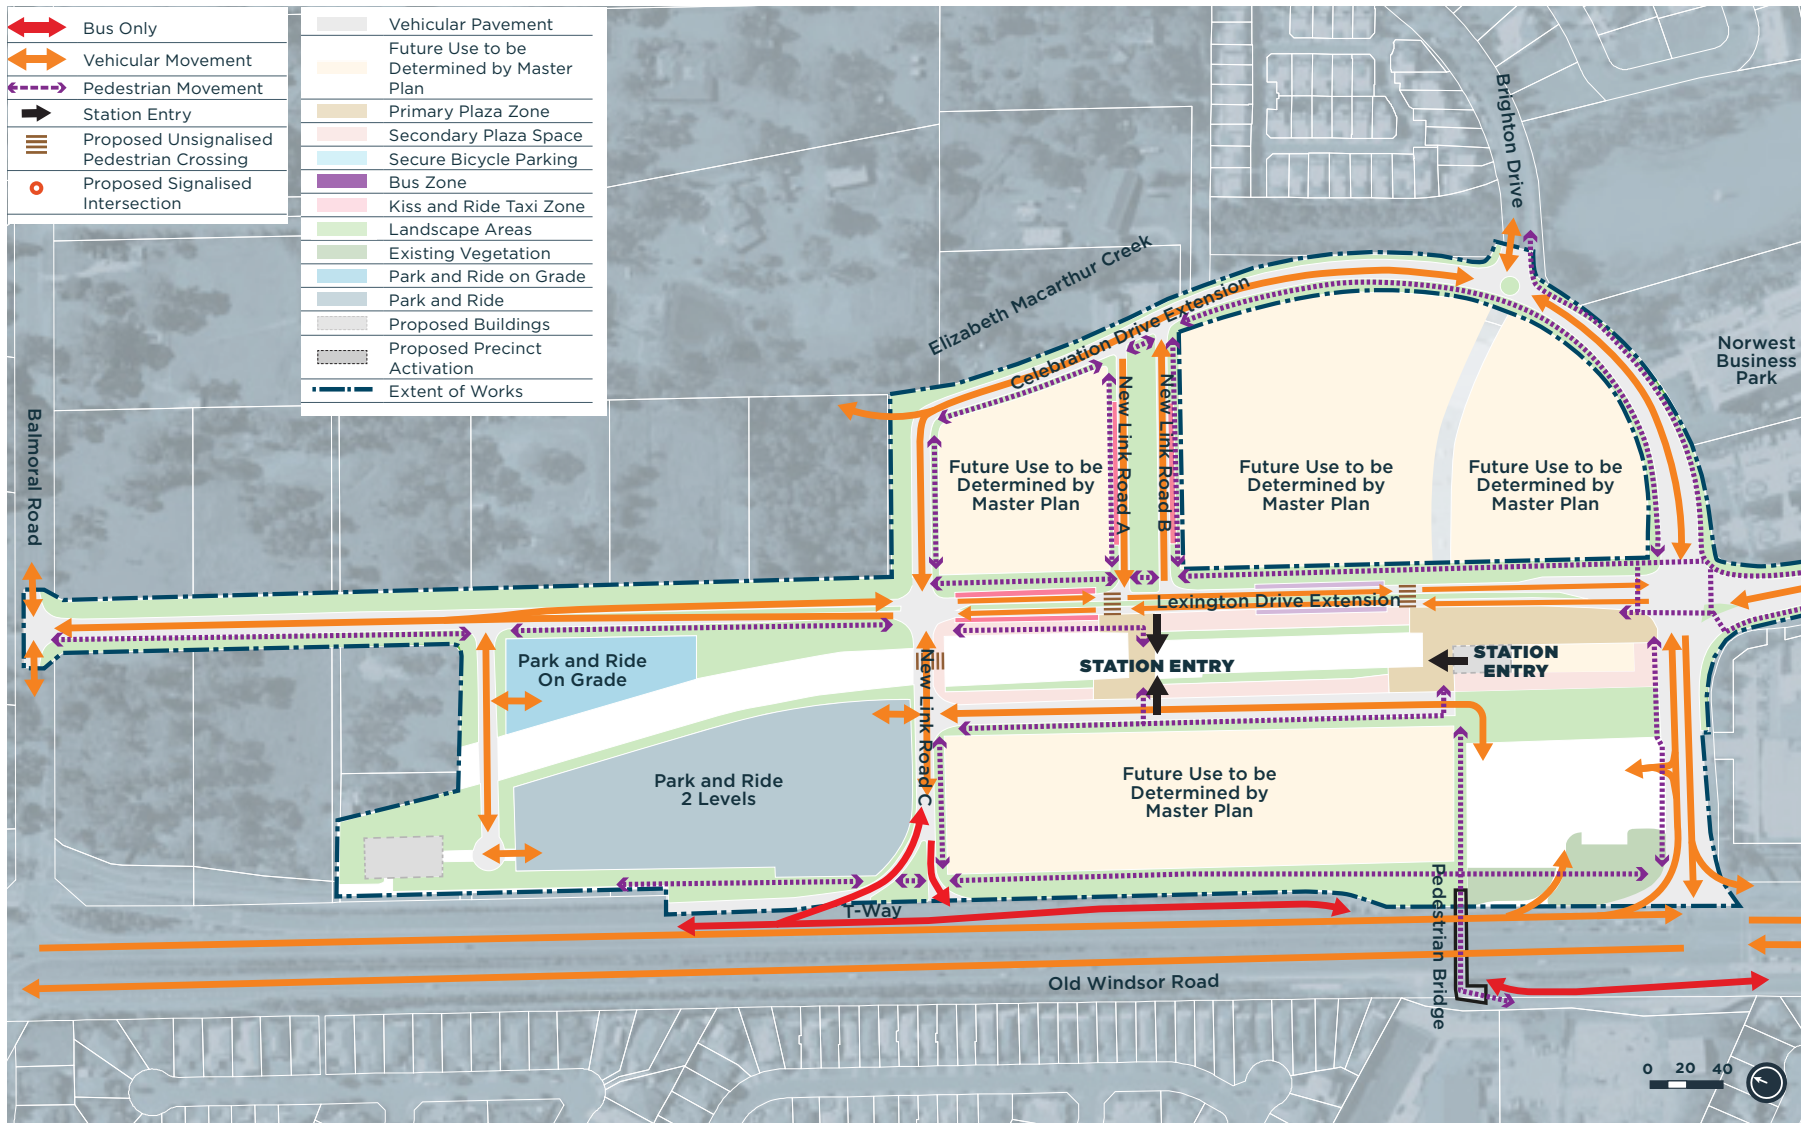 Bus Only
Vehicular Movement
Pedestrian Movement
Station Entry
Proposed Unsignalised
Pedestrian Crossing
Proposed Signalised
Intersection
Vehicular Pavement
Future Use to be
Determined by Master
Plan
Primary Plaza Zone
Secondary Plaza Space
Secure Bicycle Parking
Bus Zone
Kiss and Ride Taxi Zone
Landscape Areas
Existing Vegetation
Park and Ride on Grade
Park and Ride
Proposed Buildings
Proposed Precinct
Activation
Extent of Works
Brighton Drive
Elizabeth Macarthur Creek
Celebration Drive Extension
Norwest
Business
Park
Balmoral Road
New Link Road A
New Link Road B
Future Use to be
Determined by
Master Plan
Future Use to be
Determined by
Master Plan
Future Use to be
Determined by
Master Plan
Lexington Drive Extension
Park and Ride
On Grade
New Link Road C
STATION ENTRY
STATION
ENTRY
Park and Ride
2 Levels
Future Use to be
Determined by
Master Plan
T-Way
Pedestrian Bridge
Old Windsor Road
0 20 40